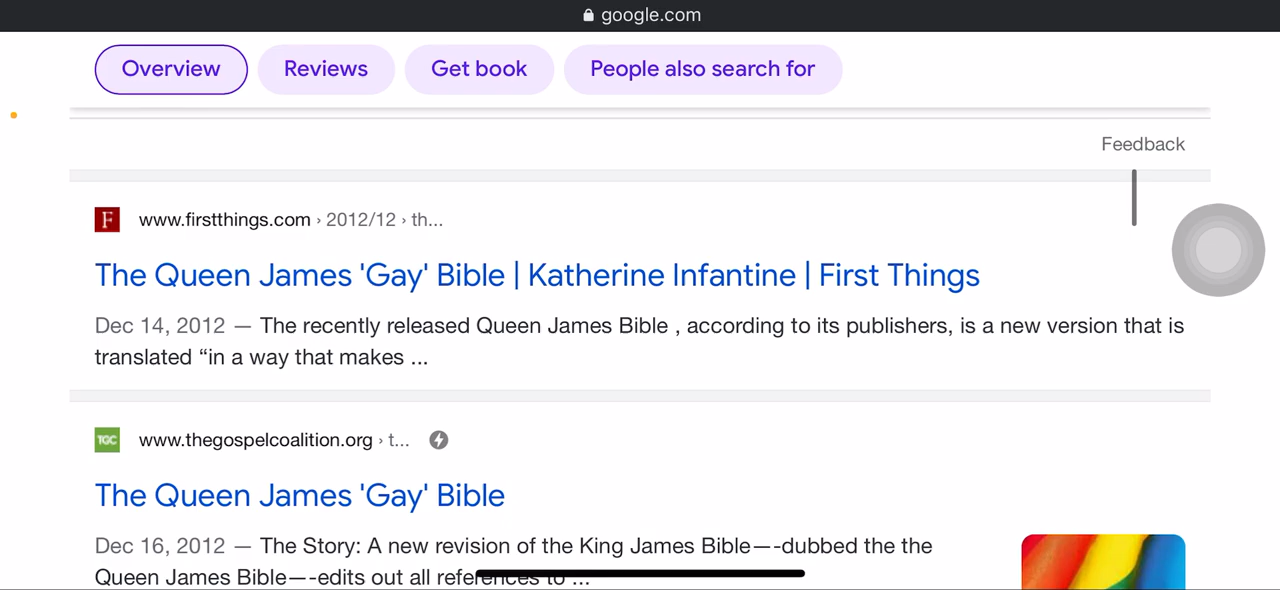 google.com
Overview Reviews Get book People also search for
Feedback
F www.firstthings.com › 2012/12 › th...
The Queen James 'Gay' Bible | Katherine Infantine | First Things
Dec 14, 2012 — The recently released Queen James Bible , according to its publishers, is a new version that is
translated “in a way that makes ...
TGC www.thegospelcoalition.org › t...
The Queen James 'Gay' Bible
Dec 16, 2012 — The Story: A new revision of the King James Bible—-dubbed the the
Queen James Bible—-edits out all references to ...